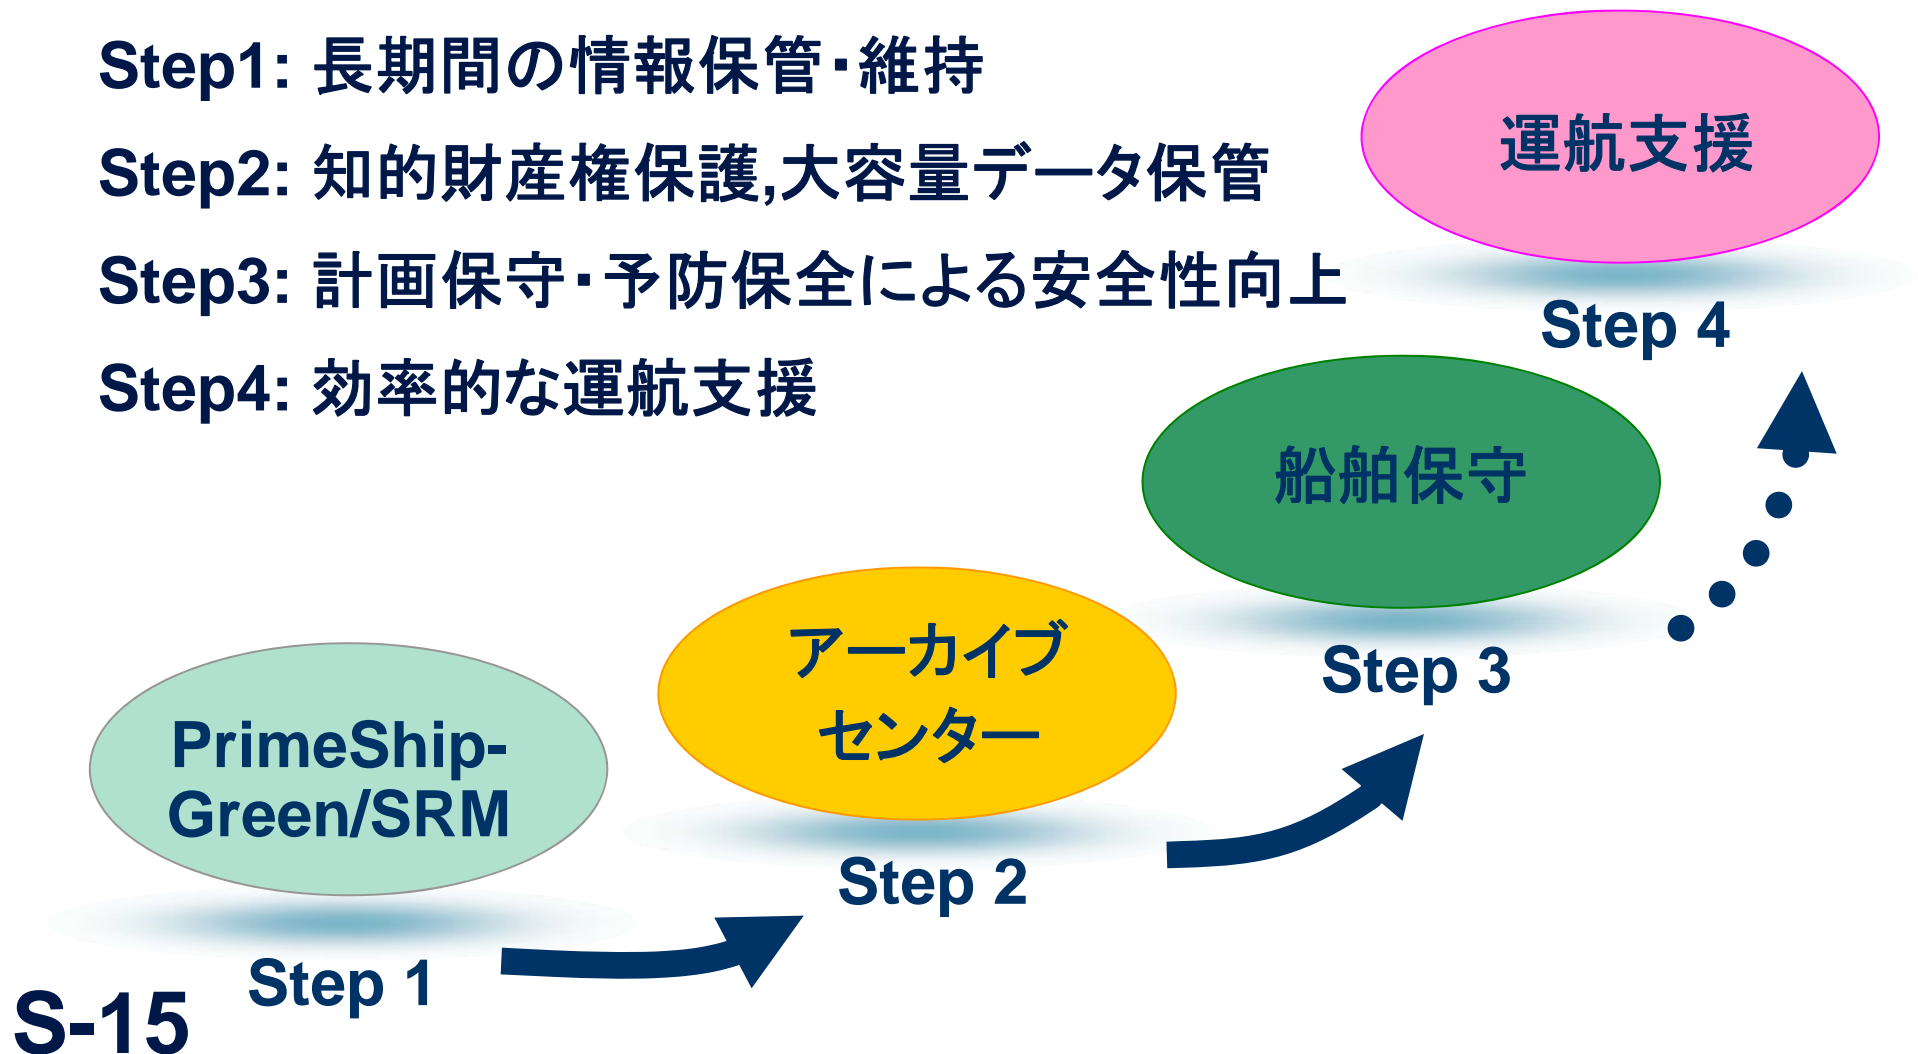 Step1: 長期間の情報保管・維持
Step2: 知的財産権保護,大容量データ保管
Step3: 計画保守・予防保全による安全性向上
Step4: 効率的な運航支援
運航支援
Step 4
船舶保守
Step 3
アーカイブ
センター
Step 2
PrimeShip-
Green/SRM
Step 1
S-15